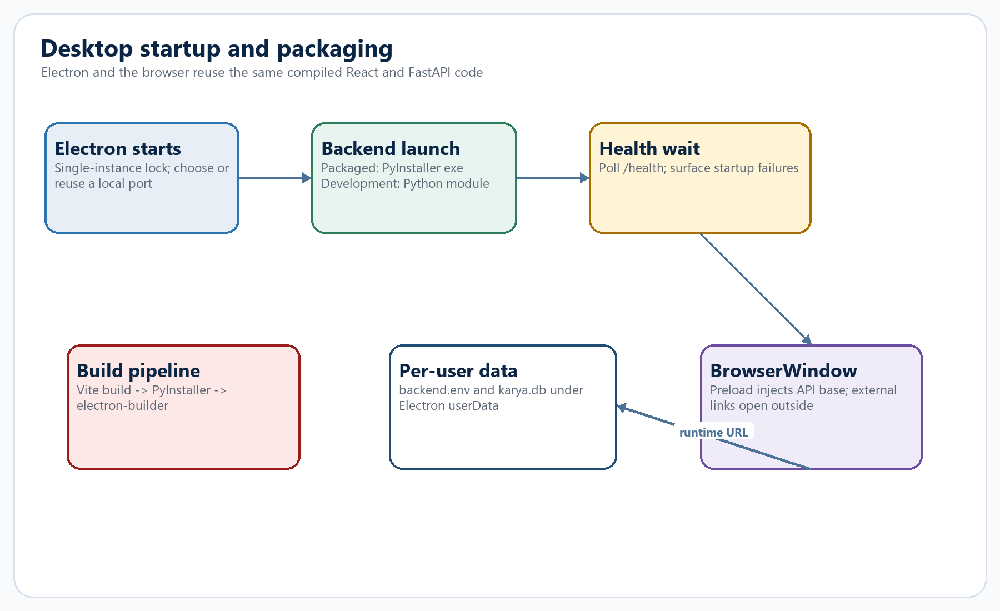 Desktop startup and packaging
Electron and the browser reuse the same compiled React and FastAPI code
Electron starts
Single-instance lock; choose or
reuse a local port
Backend launch
Packaged: PyInstaller exe
Development: Python module
Health wait
Poll /health; surface startup failures
Build pipeline
Vite build -> PyInstaller ->
electron-builder
Per-user data
backend.env and karya.db under
Electron userData
BrowserWindow
Preload injects API base; external
links open outside
runtime URL